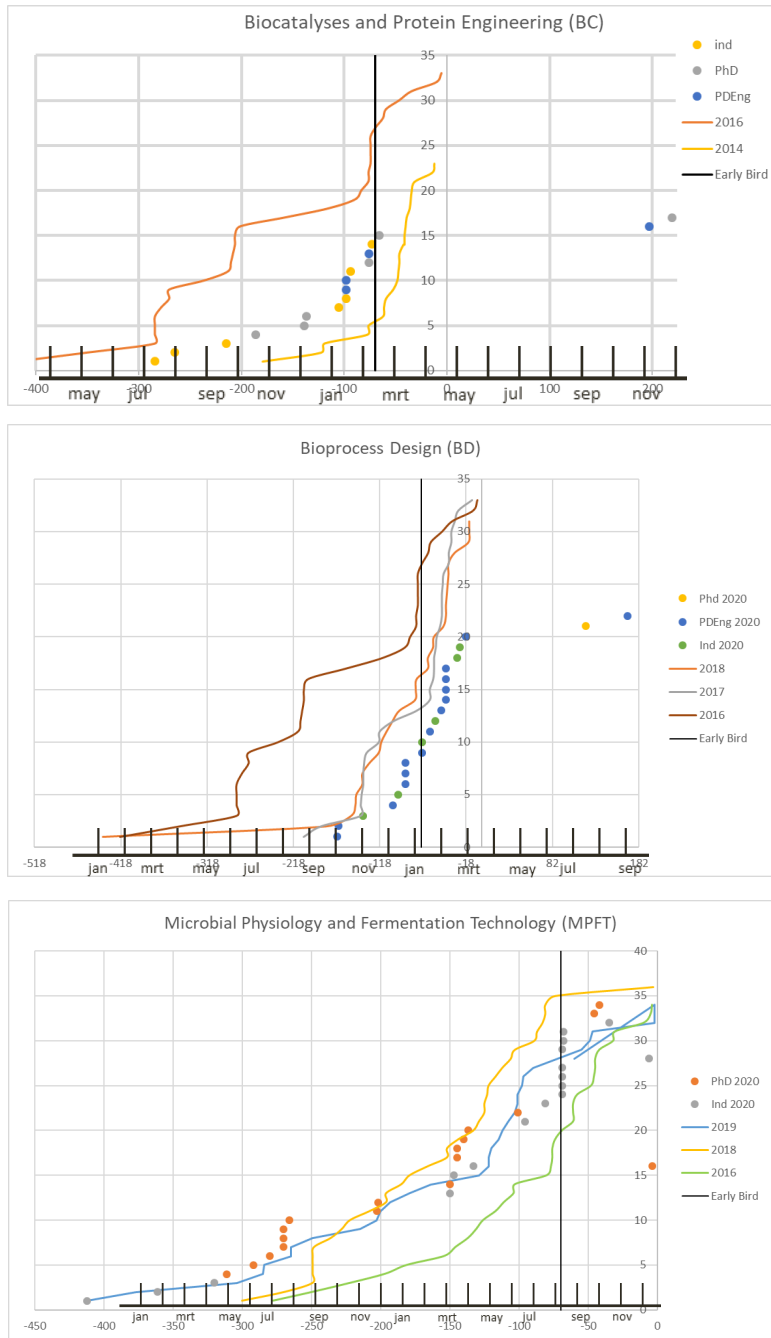 Biocatalyses and Protein Engineering (BC)
35
30
25
20
15
10
5
0
-400 -300 -200 -100 0 100 200
may jul sep nov jan mrt may jul sep nov
ind
PhD
PDEng
2016
2014
Early Bird
Bioprocess Design (BD)
35
30
25
20
15
10
5
0
-518 -418 -318 -218 -118 -18 82 182
jan mrt may jul sep nov jan mrt may jul sep
Phd 2020
PDEng 2020
Ind 2020
2018
2017
2016
Early Bird
Microbial Physiology and Fermentation Technology (MPFT)
40
35
30
25
20
15
10
5
0
jan mrt may jul sep nov jan mrt may jul sep nov
-450 -400 -350 -300 -250 -200 -150 -100 -50 0
PhD 2020
Ind 2020
2019
2018
2016
Early Bird